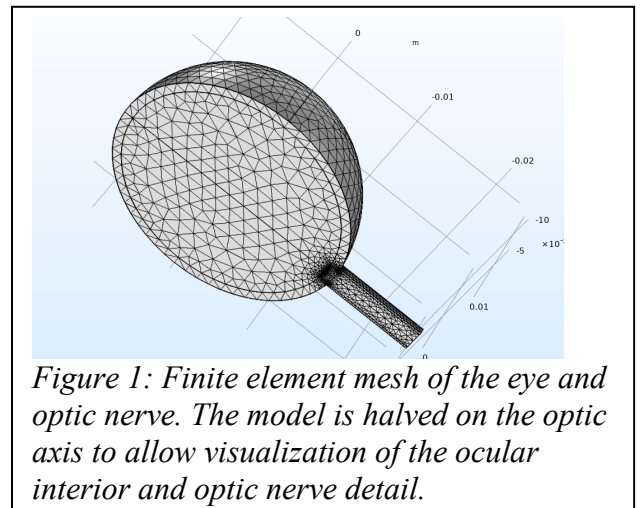 0
m
-0.01
-0.02
-10
×10⁻
-5
0.01
0
Figure 1: Finite element mesh of the eye and
optic nerve. The model is halved on the optic
axis to allow visualization of the ocular
interior and optic nerve detail.